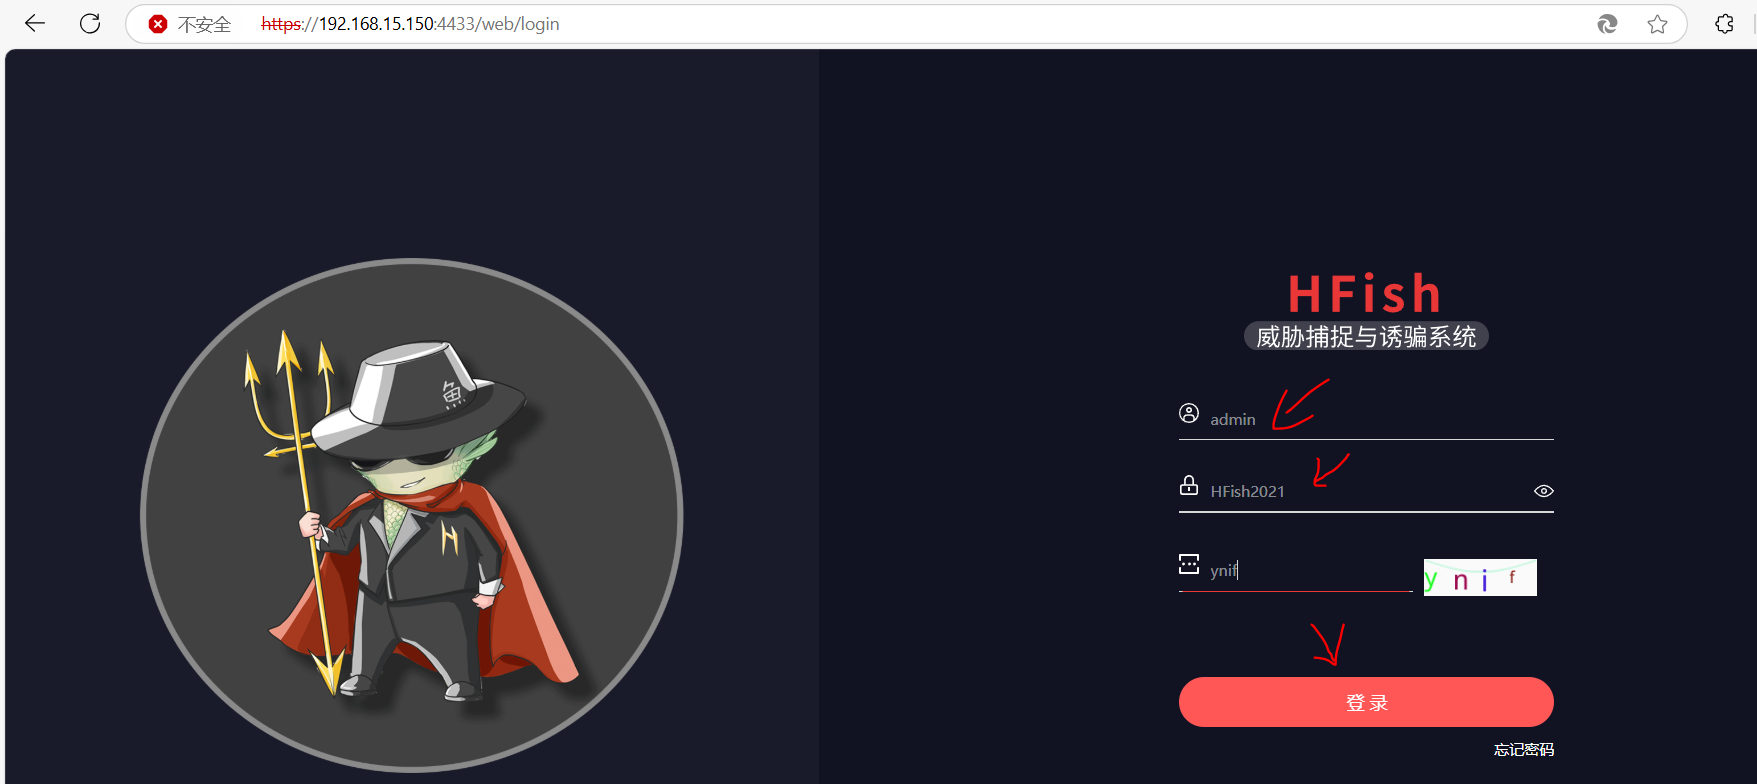 不安全 https://192.168.15.150:4433/web/login
魚
H
HFish
威胁捕捉与诱骗系统
admin
HFish2021
ynif
y n i f
登录
忘记密码